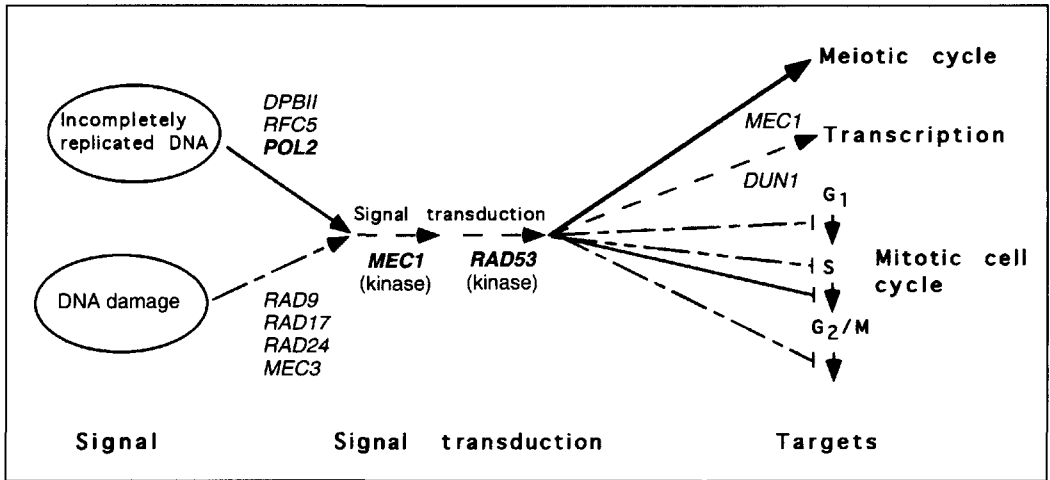 Incompletely
replicated DNA
DPBII
RFC5
POL2
DNA damage
RAD9
RAD17
RAD24
MEC3
Signal transduction
MEC1
(kinase)
RAD53
(kinase)
Meiotic cycle
MEC1
Transcription
DUN1
G1
S
G2/M
Mitotic cell
cycle
Signal
Signal transduction
Targets